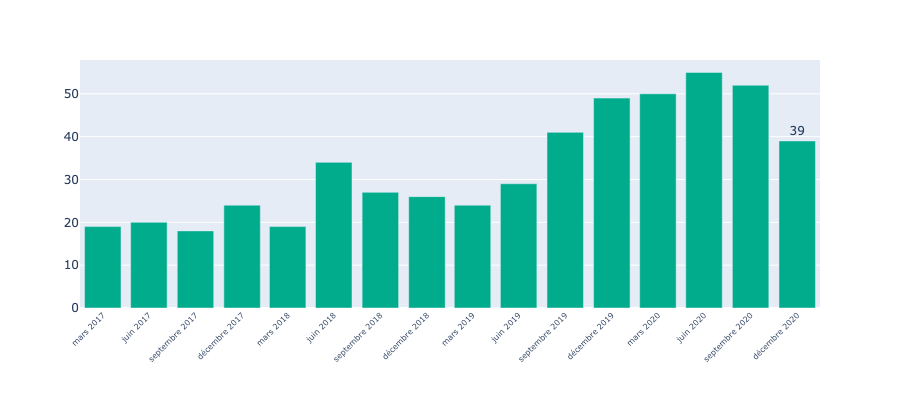 50
40
30
20
10
0
39
mars 2017
juin 2017
septembre 2017
décembre 2017
mars 2018
juin 2018
septembre 2018
décembre 2018
mars 2019
juin 2019
septembre 2019
décembre 2019
mars 2020
juin 2020
septembre 2020
décembre 2020